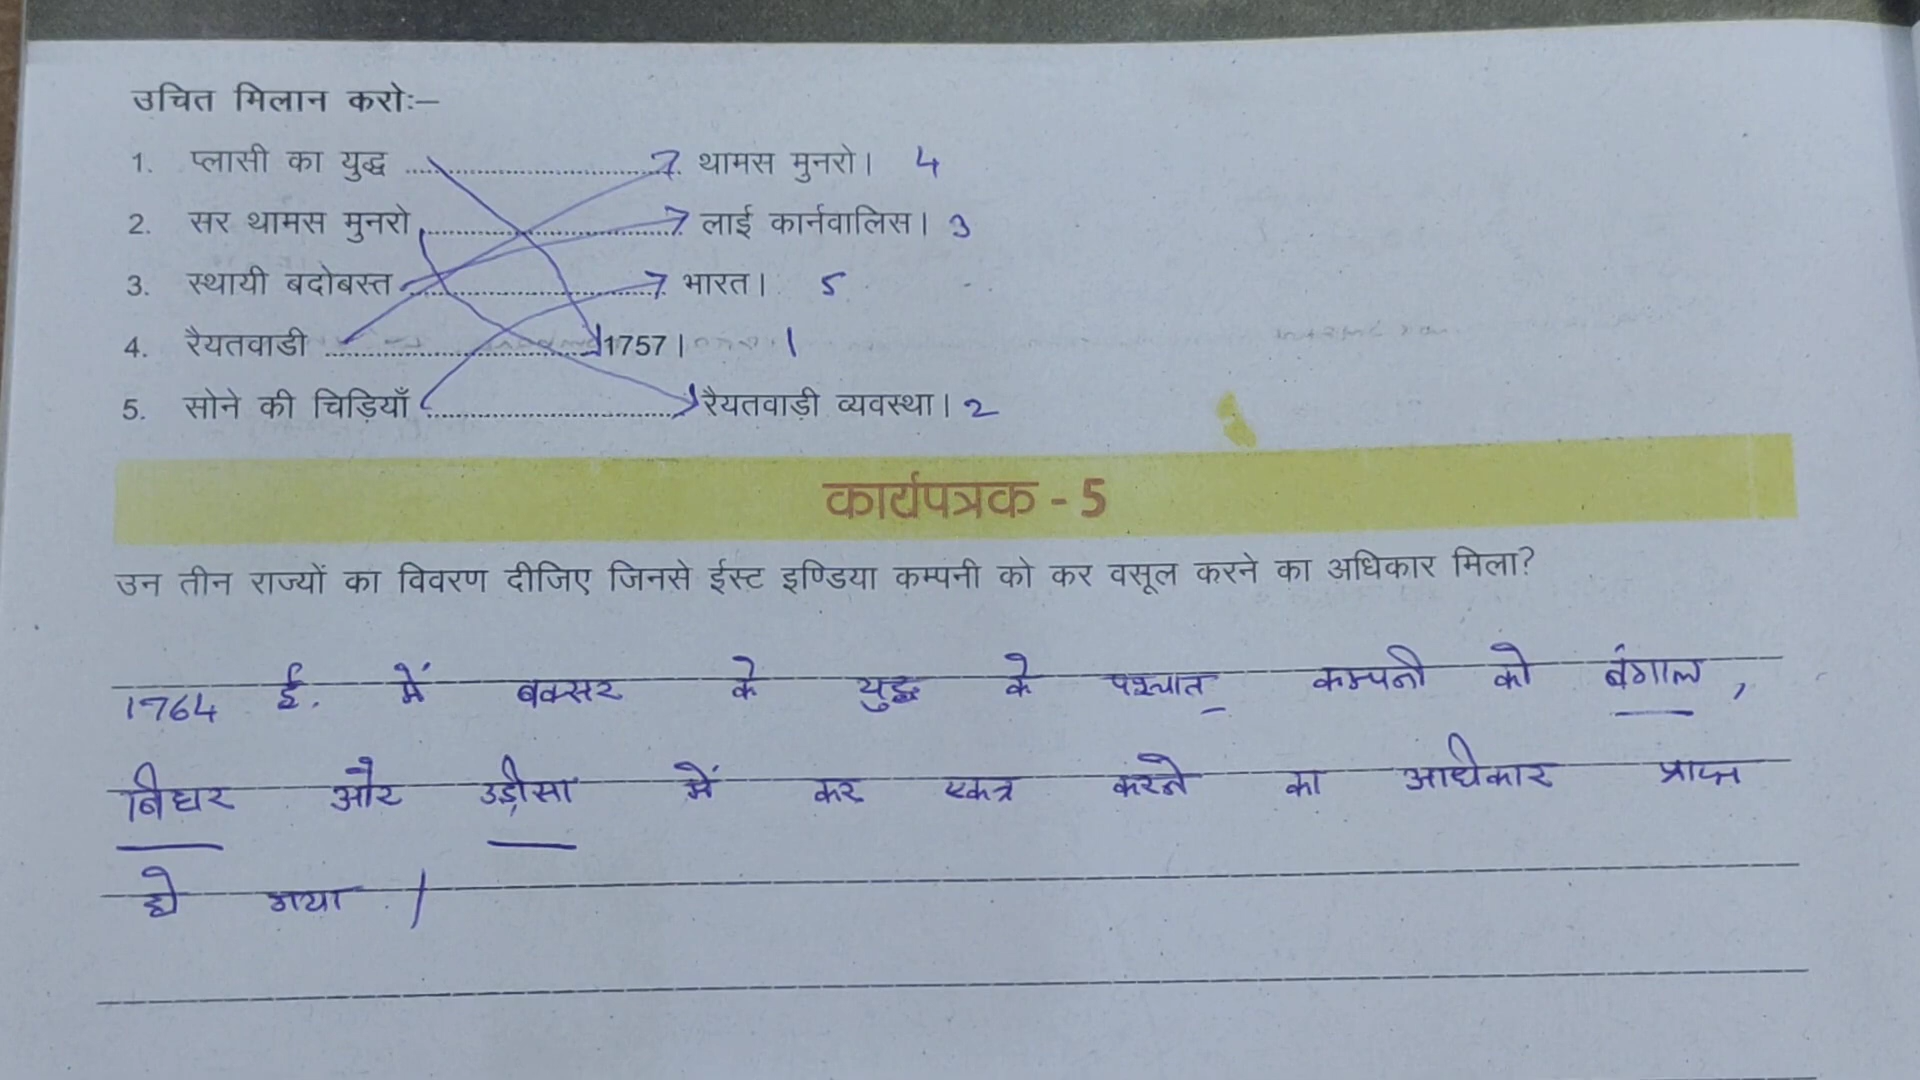 उचित मिलान करोः–
1. प्लासी का युद्ध ........................ थामस मुनरो। 4
2. सर थामस मुनरो ........................ लाई कार्नवालिस। 3
3. स्थायी बदोबस्त ........................ भारत। 5
4. रैयतवाडी ........................ 1757। 1
5. सोने की चिड़ियाँ ........................ रैयतवाड़ी व्यवस्था। 2
कार्यपत्रक - 5
उन तीन राज्यों का विवरण दीजिए जिनसे ईस्ट इण्डिया कम्पनी को कर वसूल करने का अधिकार मिला?
1764 ई. में बक्सर के युद्ध के पश्चात् कम्पनी को बंगाल,
बिहार और उड़ीसा में कर एकत्र करने का अधिकार प्राप्त
हो गया।